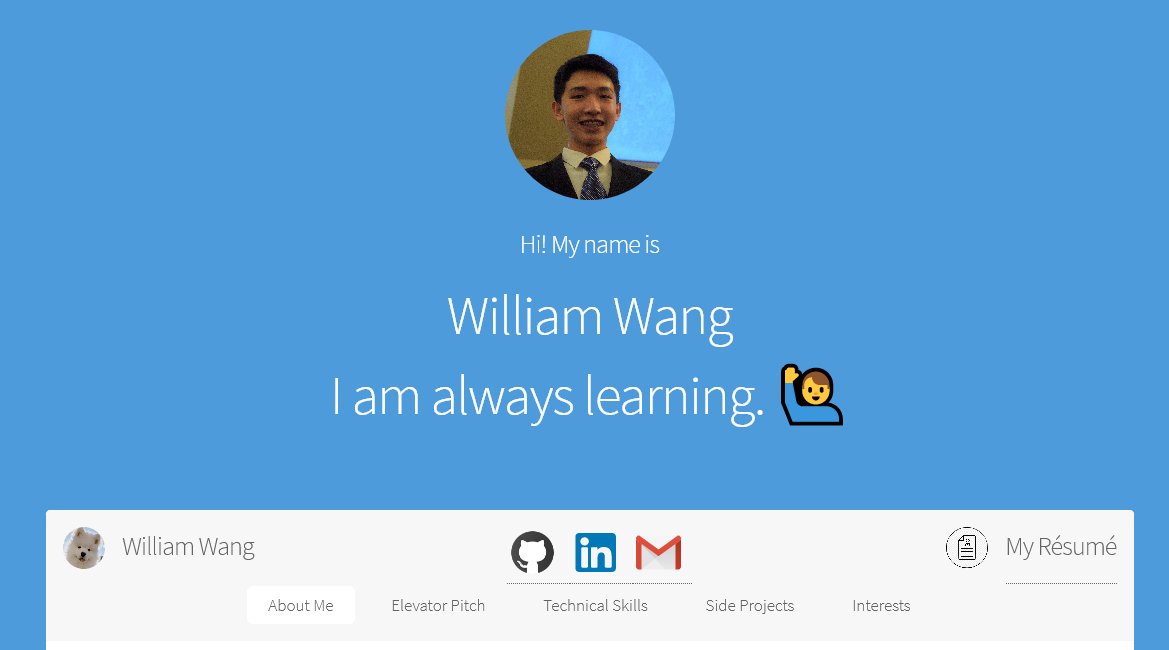 Hi! My name is
William Wang
I am always learning.
William Wang
in
My Résumé
About Me
Elevator Pitch
Technical Skills
Side Projects
Interests